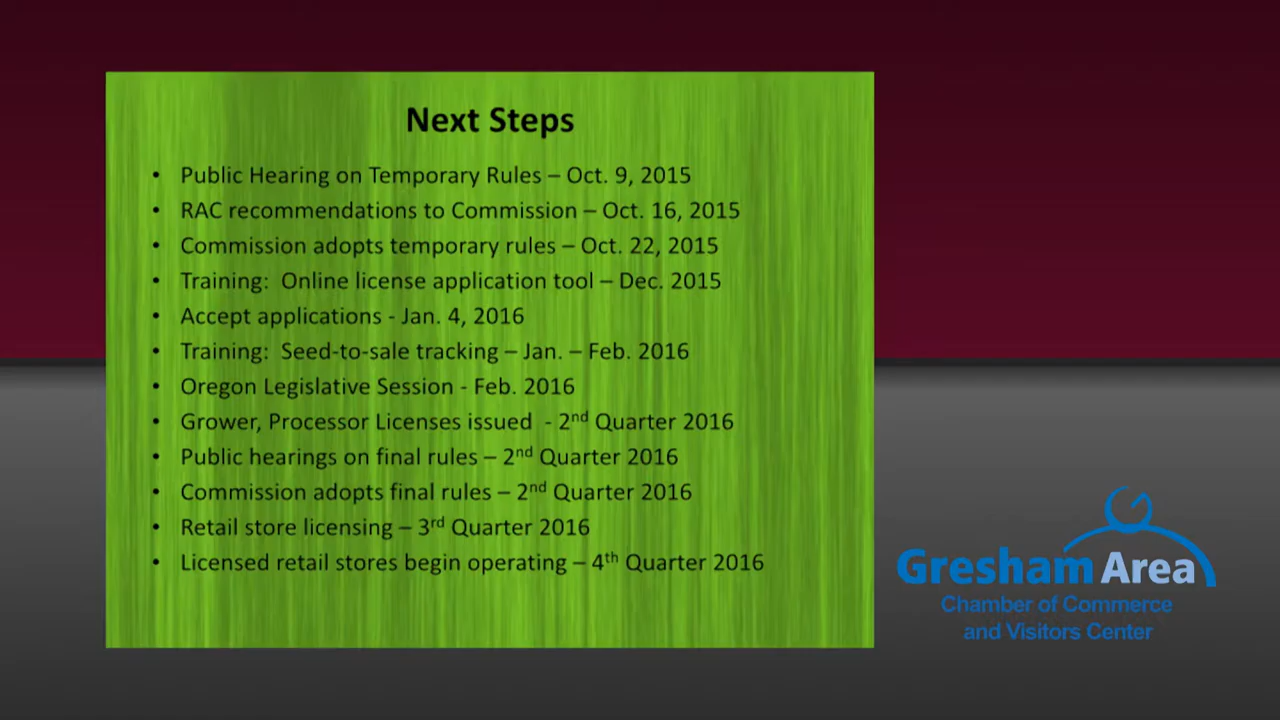 Next Steps
• Public Hearing on Temporary Rules – Oct. 9, 2015
• RAC recommendations to Commission – Oct. 16, 2015
• Commission adopts temporary rules – Oct. 22, 2015
• Training:  Online license application tool – Dec. 2015
• Accept applications - Jan. 4, 2016
• Training:  Seed-to-sale tracking – Jan. – Feb. 2016
• Oregon Legislative Session - Feb. 2016
• Grower, Processor Licenses issued  - 2nd Quarter 2016
• Public hearings on final rules – 2nd Quarter 2016
• Commission adopts final rules – 2nd Quarter 2016
• Retail store licensing – 3rd Quarter 2016
• Licensed retail stores begin operating – 4th Quarter 2016
G
Gresham Area
Chamber of Commerce
and Visitors Center